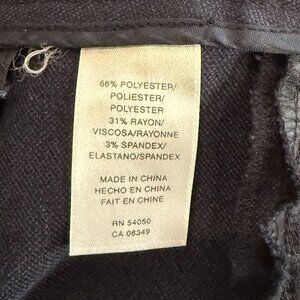 66% POLYESTER/
POLIESTER/
POLYESTER
31% RAYON/
VISCOSA/RAYONNE
3% SPANDEX/
ELASTANO/SPANDEX
MADE IN CHINA
HECHO EN CHINA
FAIT EN CHINE
RN 54050
CA 06349